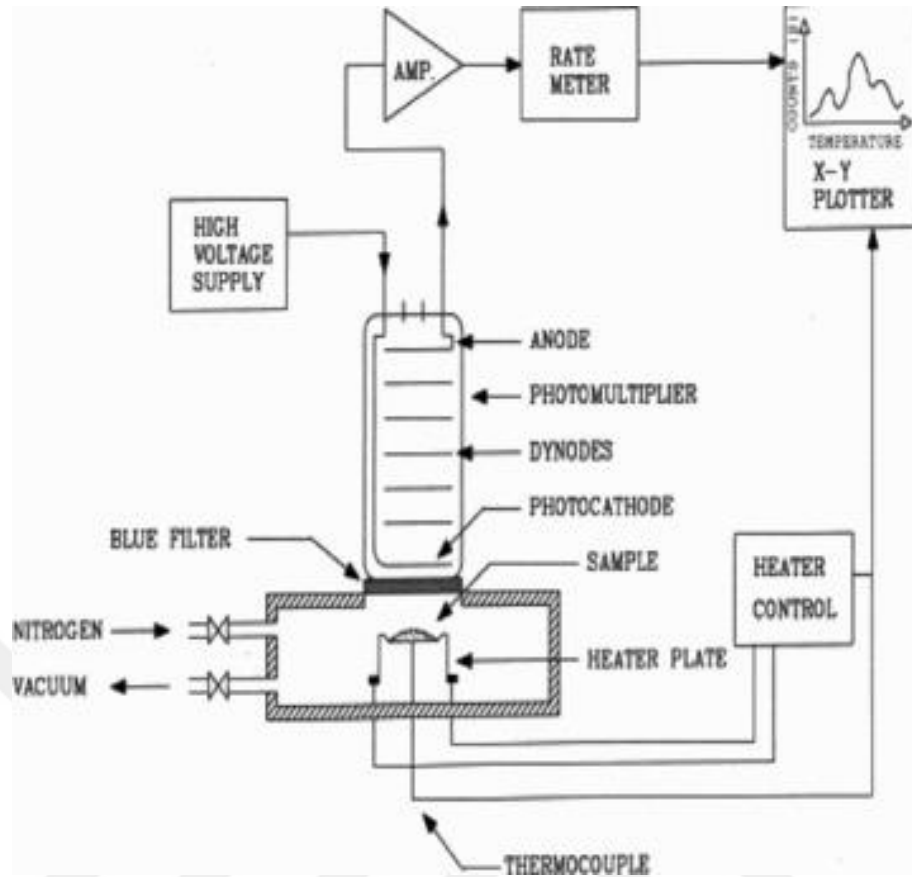 AMP.
RATE
METER
COUNTS
TEMPERATURE
X-Y
PLOTTER
HIGH
VOLTAGE
SUPPLY
ANODE
PHOTOMULTIPLIER
DYNODES
PHOTOCATHODE
BLUE FILTER
SAMPLE
HEATER
CONTROL
NITROGEN
HEATER PLATE
VACUUM
THERMOCOUPLE